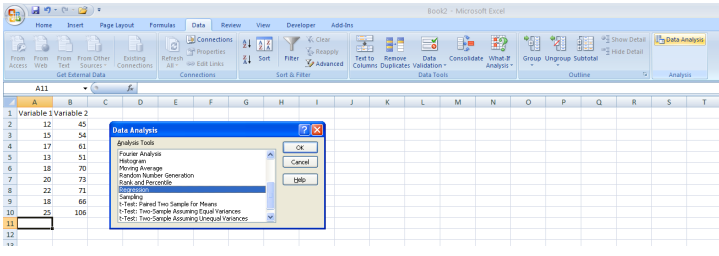 Book2 - Microsoft Excel
Home Insert Page Layout Formulas Data Review View Developer Add-Ins
From Access From Web From Text From Other Sources Existing Connections Refresh All Connections Properties Edit Links Sort Filter Clear Reapply Advanced Text to Columns Remove Duplicates Data Validation Consolidate What-If Analysis Group Ungroup Subtotal Show Detail Hide Detail Data Analysis
Get External Data Connections Sort & Filter Data Tools Outline Analysis
A11 fx
A B C D E F G H I J K L M N O P Q R S T
1 Variable 1 Variable 2
2 12 45
3 15 54
4 17 61
5 13 51
6 18 70
7 20 73
8 22 71
9 18 66
10 25 106
11
12
13
Data Analysis
Analysis Tools
Fourier Analysis
Histogram
Moving Average
Random Number Generation
Rank and Percentile
Regression
Sampling
t-Test: Paired Two Sample for Means
t-Test: Two-Sample Assuming Equal Variances
t-Test: Two-Sample Assuming Unequal Variances
OK
Cancel
Help